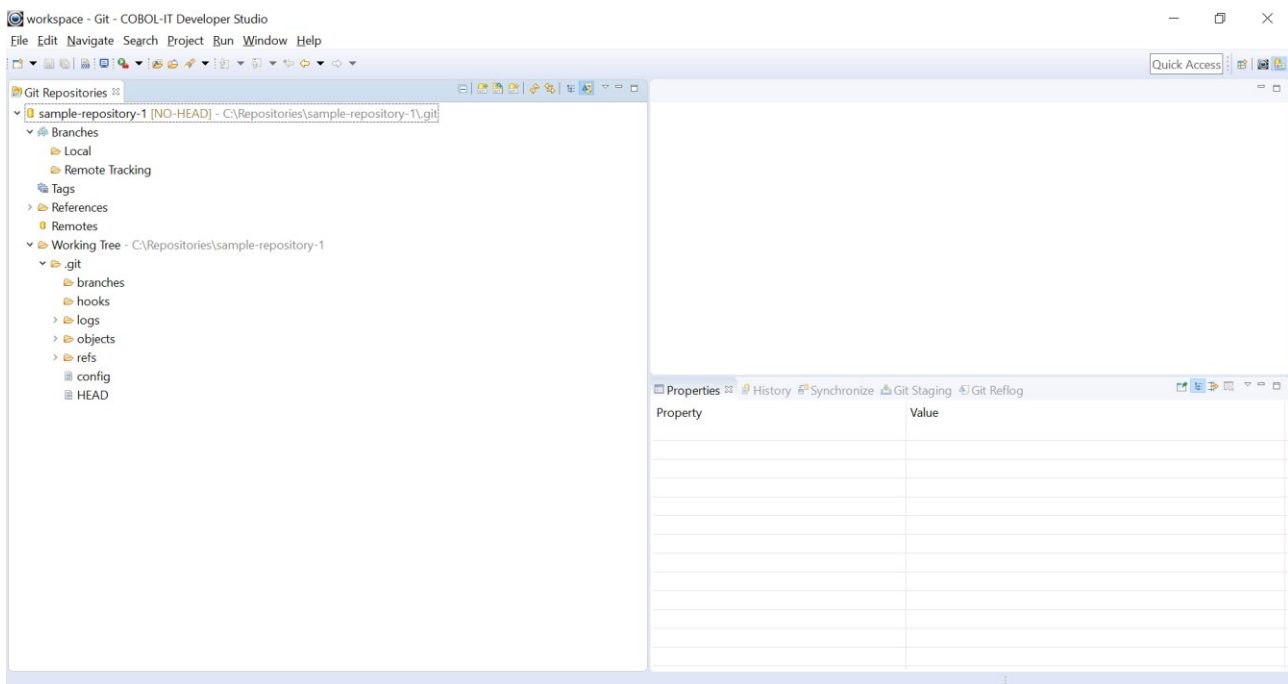 workspace - Git - COBOL-IT Developer Studio
File Edit Navigate Search Project Run Window Help
Quick Access
Git Repositories
sample-repository-1 [NO-HEAD] - C:\Repositories\sample-repository-1\.git
Branches
Local
Remote Tracking
Tags
References
Remotes
Working Tree - C:\Repositories\sample-repository-1
.git
branches
hooks
logs
objects
refs
config
HEAD
Properties History Synchronize Git Staging Git Reflog
Property Value